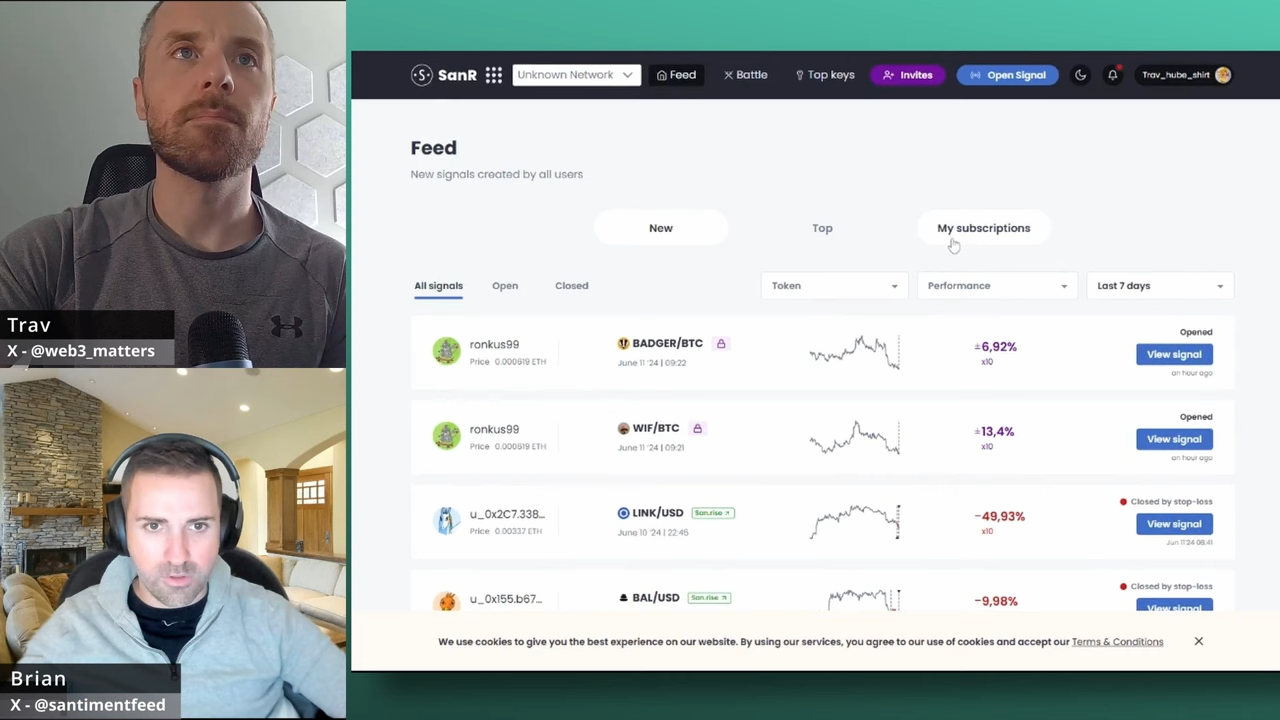 Trav
X - @web3_matters
Brian
X - @santimentfeed
SanR
Unknown Network
Feed
Battle
Top keys
Invites
Open Signal
Trav_hube_shirt
Feed
New signals created by all users
New
Top
My subscriptions
All signals
Open
Closed
Token
Performance
Last 7 days
ronkus99
Price 0.000619 ETH
BADGER/BTC
June 11 '24 | 09:22
±6,92%
x10
Opened
View signal
an hour ago
ronkus99
Price 0.000619 ETH
WIF/BTC
June 11 '24 | 09:21
±13,4%
x10
Opened
View signal
an hour ago
u_0x2C7.338...
Price 0.00337 ETH
LINK/USD
San.rise
June 10 '24 | 22:45
-49,93%
x10
Closed by stop-loss
View signal
Jun 11'24 08:41
u_0x155.b67...
BAL/USD
San.rise
-9,98%
Closed by stop-loss
View signal
We use cookies to give you the best experience on our website. By using our services, you agree to our use of cookies and accept our Terms & Conditions